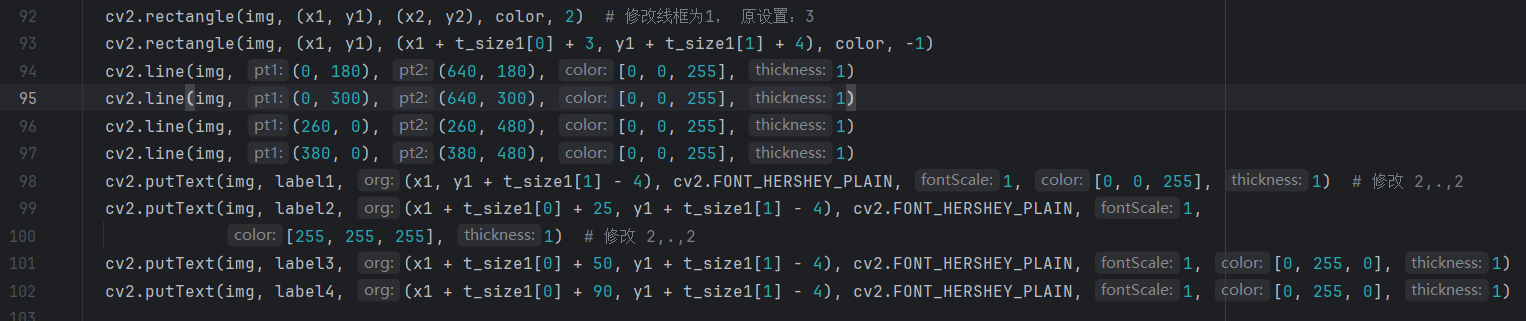 92 cv2.rectangle(img, (x1, y1), (x2, y2), color, 2)  # 修改线框为1, 原设置：3
93 cv2.rectangle(img, (x1, y1), (x1 + t_size1[0] + 3, y1 + t_size1[1] + 4), color, -1)
94 cv2.line(img, pt1: (0, 180), pt2: (640, 180), color: [0, 0, 255], thickness: 1)
95 cv2.line(img, pt1: (0, 300), pt2: (640, 300), color: [0, 0, 255], thickness: 1)
96 cv2.line(img, pt1: (260, 0), pt2: (260, 480), color: [0, 0, 255], thickness: 1)
97 cv2.line(img, pt1: (380, 0), pt2: (380, 480), color: [0, 0, 255], thickness: 1)
98 cv2.putText(img, label1, org: (x1, y1 + t_size1[1] - 4), cv2.FONT_HERSHEY_PLAIN, fontScale: 1, color: [0, 0, 255], thickness: 1)  # 修改 2,.,2
99 cv2.putText(img, label2, org: (x1 + t_size1[0] + 25, y1 + t_size1[1] - 4), cv2.FONT_HERSHEY_PLAIN, fontScale: 1,
100 color: [255, 255, 255], thickness: 1)  # 修改 2,.,2
101 cv2.putText(img, label3, org: (x1 + t_size1[0] + 50, y1 + t_size1[1] - 4), cv2.FONT_HERSHEY_PLAIN, fontScale: 1, color: [0, 255, 0], thickness: 1)
102 cv2.putText(img, label4, org: (x1 + t_size1[0] + 90, y1 + t_size1[1] - 4), cv2.FONT_HERSHEY_PLAIN, fontScale: 1, color: [0, 255, 0], thickness: 1)
103